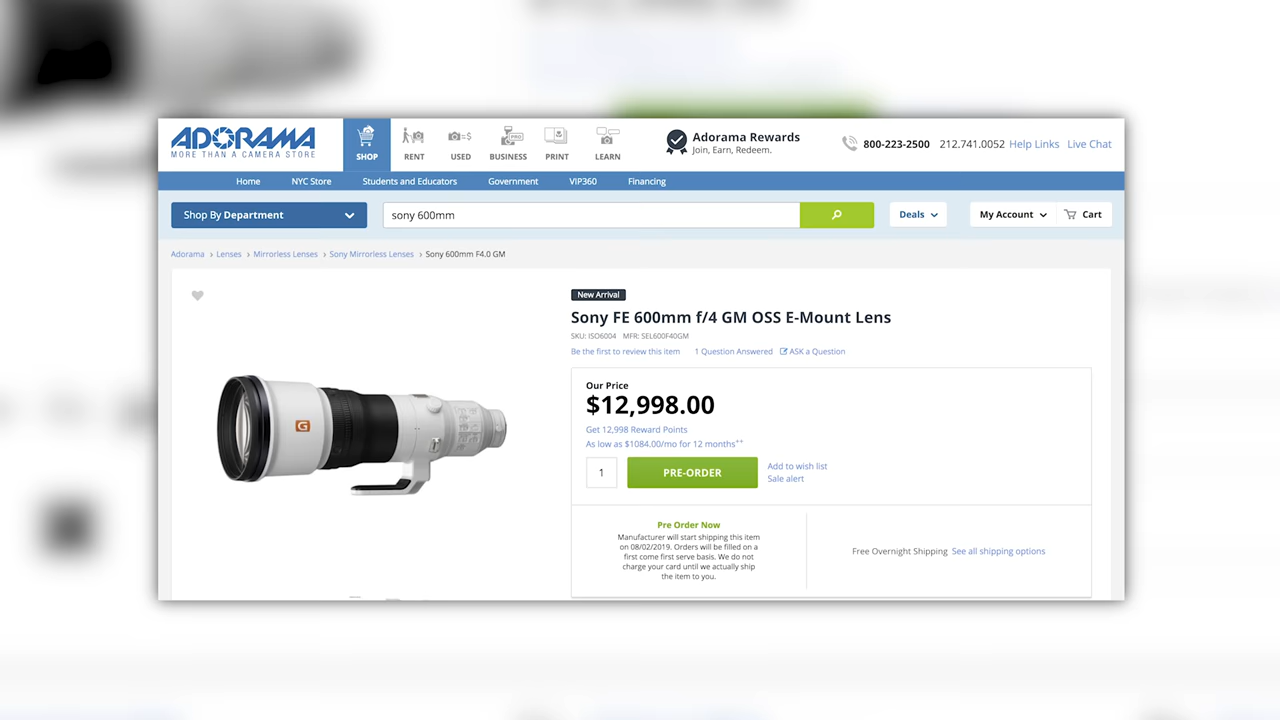 ADORAMA
MORE THAN A CAMERA STORE
SHOP
RENT
USED
BUSINESS
PRINT
LEARN
PRO
Adorama Rewards
Join, Earn, Redeem.
800-223-2500 212.741.0052 Help Links Live Chat
Home NYC Store Students and Educators Government VIP360 Financing
Shop By Department
sony 600mm
Deals
My Account
Cart
Adorama › Lenses › Mirrorless Lenses › Sony Mirrorless Lenses › Sony 600mm F4.0 GM
New Arrival
Sony FE 600mm f/4 GM OSS E-Mount Lens
SKU: ISO6004 MFR: SEL600F40GM
Be the first to review this item 1 Question Answered ASK a Question
G
Our Price
$12,998.00
Get 12,998 Reward Points
As low as $1084.00/mo for 12 months++
1
PRE-ORDER
Add to wish list
Sale alert
Pre Order Now
Manufacturer will start shipping this item
on 08/02/2019. Orders will be filled on a
first come first serve basis. We do not
charge your card until we actually ship
the item to you.
Free Overnight Shipping See all shipping options